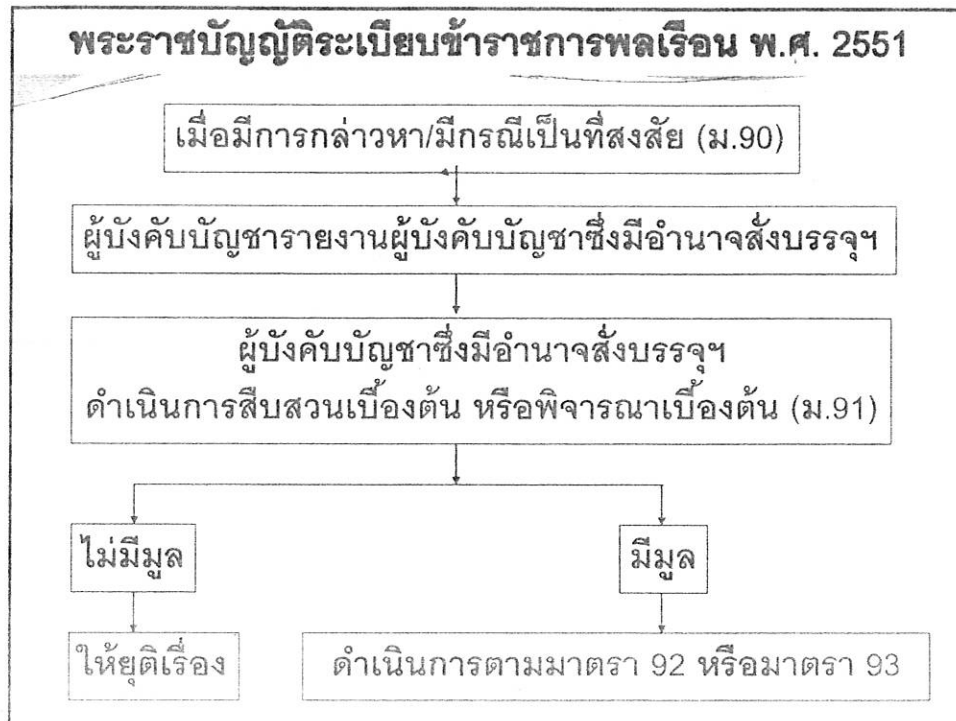 พระราชบัญญัติระเบียบข้าราชการพลเรือน พ.ศ. 2551
เมื่อมีการกล่าวหา/มีกรณีเป็นที่สงสัย (ม.90)
ผู้บังคับบัญชารายงานผู้บังคับบัญชาซึ่งมีอำนาจสั่งบรรจุฯ
ผู้บังคับบัญชาซึ่งมีอำนาจสั่งบรรจุฯ
ดำเนินการสืบสวนเบื้องต้น หรือพิจารณาเบื้องต้น (ม.91)
ไม่มีมูล
มีมูล
ให้ยุติเรื่อง
ดำเนินการตามมาตรา 92 หรือมาตรา 93